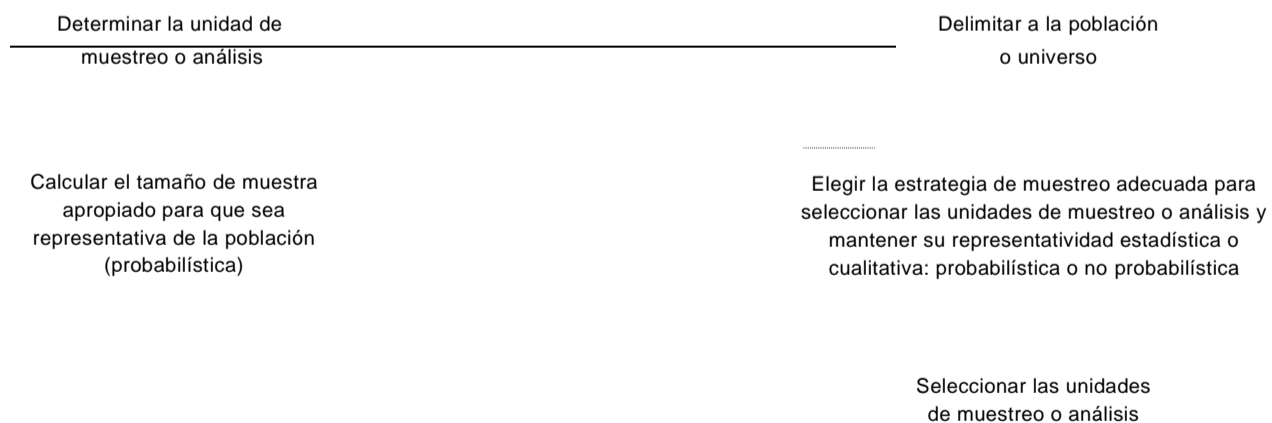 Determinar la unidad de
muestreo o análisis
Delimitar a la población
o universo
Calcular el tamaño de muestra
apropiado para que sea
representativa de la población
(probabilística)
Elegir la estrategia de muestreo adecuada para
seleccionar las unidades de muestreo o análisis y
mantener su representatividad estadística o
cualitativa: probabilística o no probabilística
Seleccionar las unidades
de muestreo o análisis